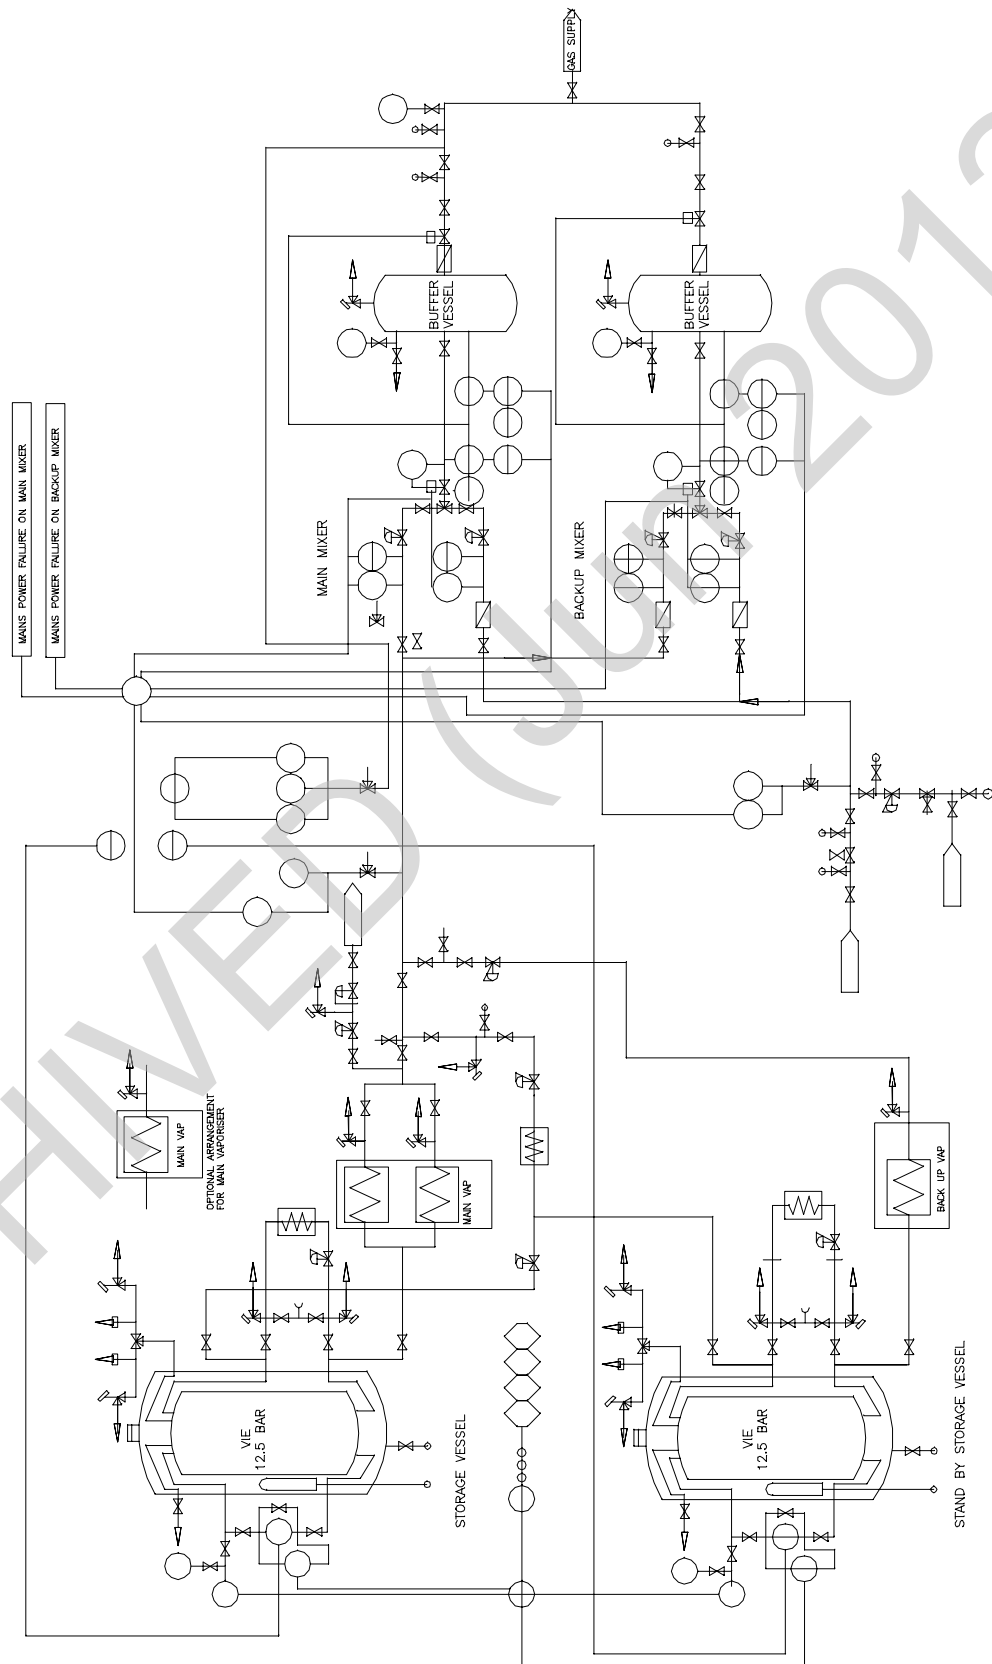 GAS SUPPLY
MAINS POWER FAILURE ON MAIN MIXER
MAINS POWER FAILURE ON BACKUP MIXER
BUFFER
VESSEL
BUFFER
VESSEL
MAIN MIXER
BACKUP MIXER
MAIN VAP
OPTIONAL ARRANGEMENT
FOR MAIN VAPORISER
MAIN VAP
BACK UP VAP
VIE
12.5 BAR
STORAGE VESSEL
VIE
12.5 BAR
STAND BY STORAGE VESSEL
HIVED (Jun 201